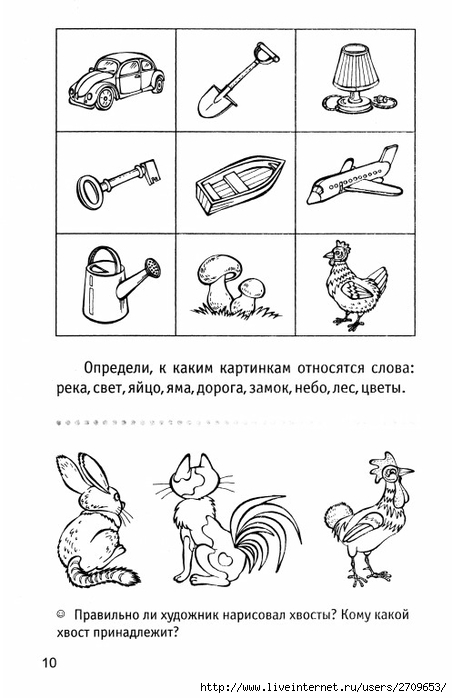 Определи, к каким картинкам относятся слова:
река, свет, яйцо, яма, дорога, замок, небо, лес, цветы.
☺ Правильно ли художник нарисовал хвосты? Кому какой
хвост принадлежит?
10
http://www.liveinternet.ru/users/2709653/